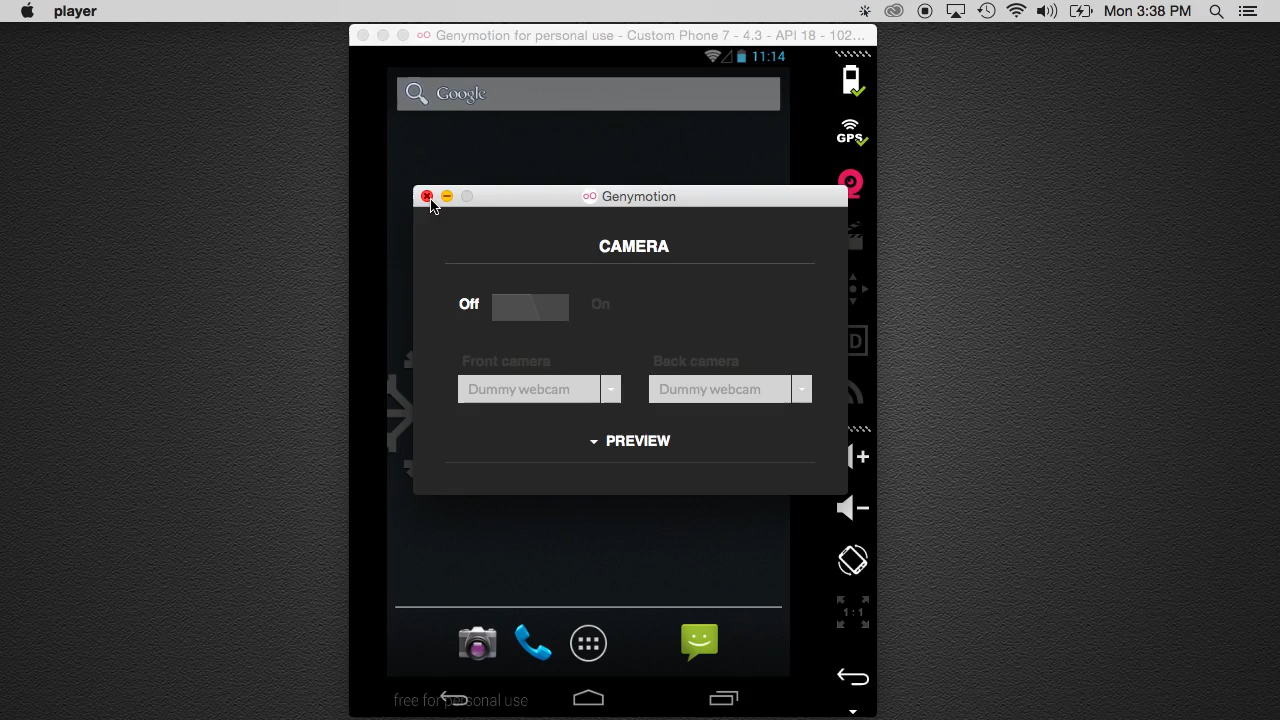 player
Mon 3:38 PM
Genymotion for personal use - Custom Phone 7 - 4.3 - API 18 - 102...
11:14
Google
GPS
Genymotion
CAMERA
Off On
Front camera Back camera
Dummy webcam Dummy webcam
PREVIEW
D
1:1
free for personal use